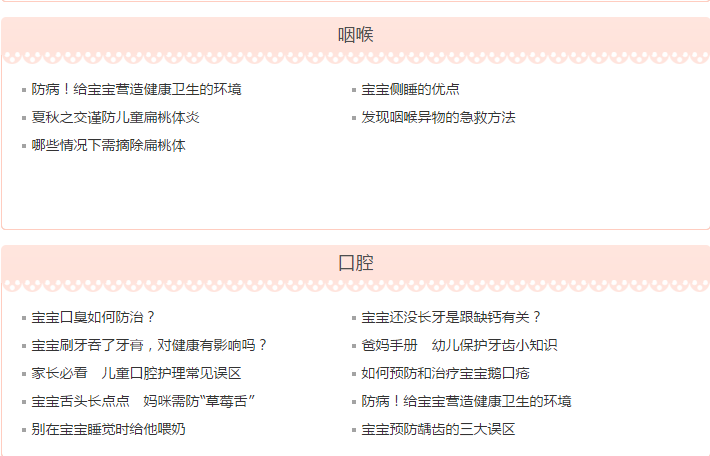 咽喉
防病！给宝宝营造健康卫生的环境
宝宝侧睡的优点
夏秋之交谨防儿童扁桃体炎
发现咽喉异物的急救方法
哪些情况下需摘除扁桃体
口腔
宝宝口臭如何防治？
宝宝还没长牙是跟缺钙有关？
宝宝刷牙吞了牙膏，对健康有影响吗？
爸妈手册　幼儿保护牙齿小知识
家长必看　儿童口腔护理常见误区
如何预防和治疗宝宝鹅口疮
宝宝舌头长点点　妈咪需防“草莓舌”
防病！给宝宝营造健康卫生的环境
别在宝宝睡觉时给他喂奶
宝宝预防龋齿的三大误区